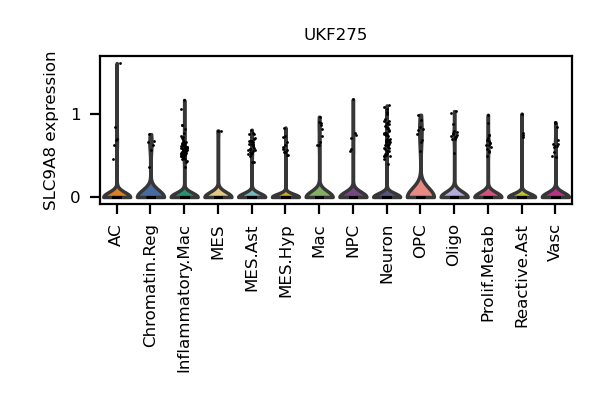 UKF275
SLC9A8 expression
1
0
AC
Chromatin.Reg
Inflammatory.Mac
MES
MES.Ast
MES.Hyp
Mac
NPC
Neuron
OPC
Oligo
Prolif.Metab
Reactive.Ast
Vasc